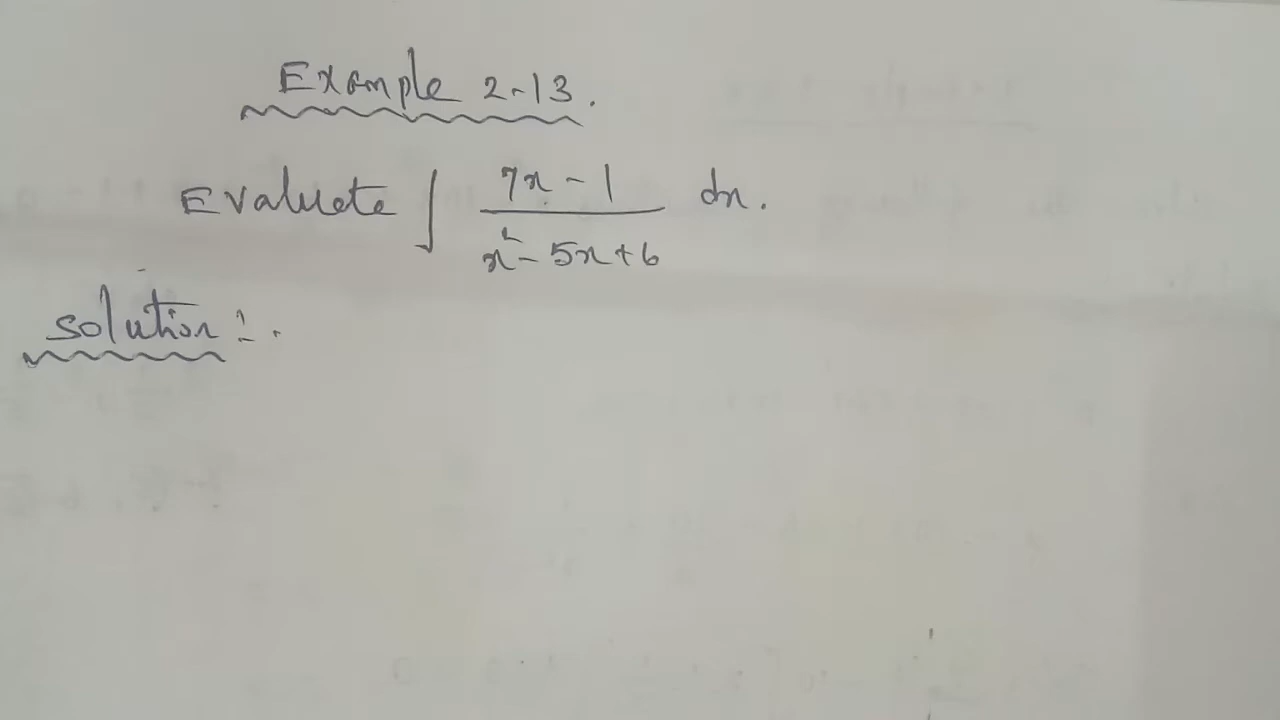 Example 2.13.
Evaluate ∫ (7x - 1)/(x² - 5x + 6) dx.
Solution:-